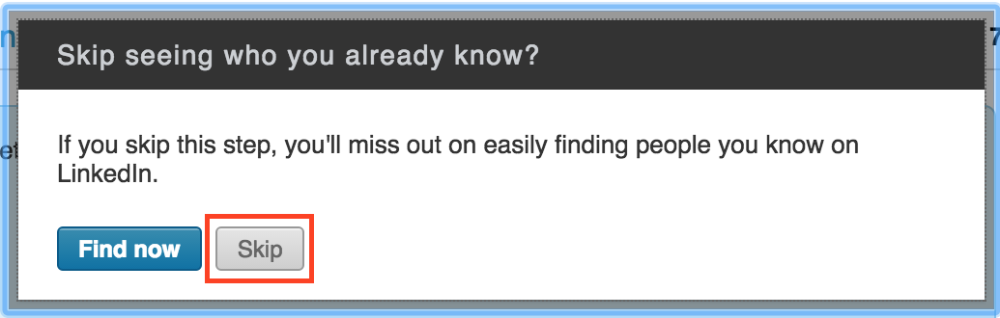 Skip seeing who you already know?
If you skip this step, you'll miss out on easily finding people you know on
LinkedIn.
Find now Skip